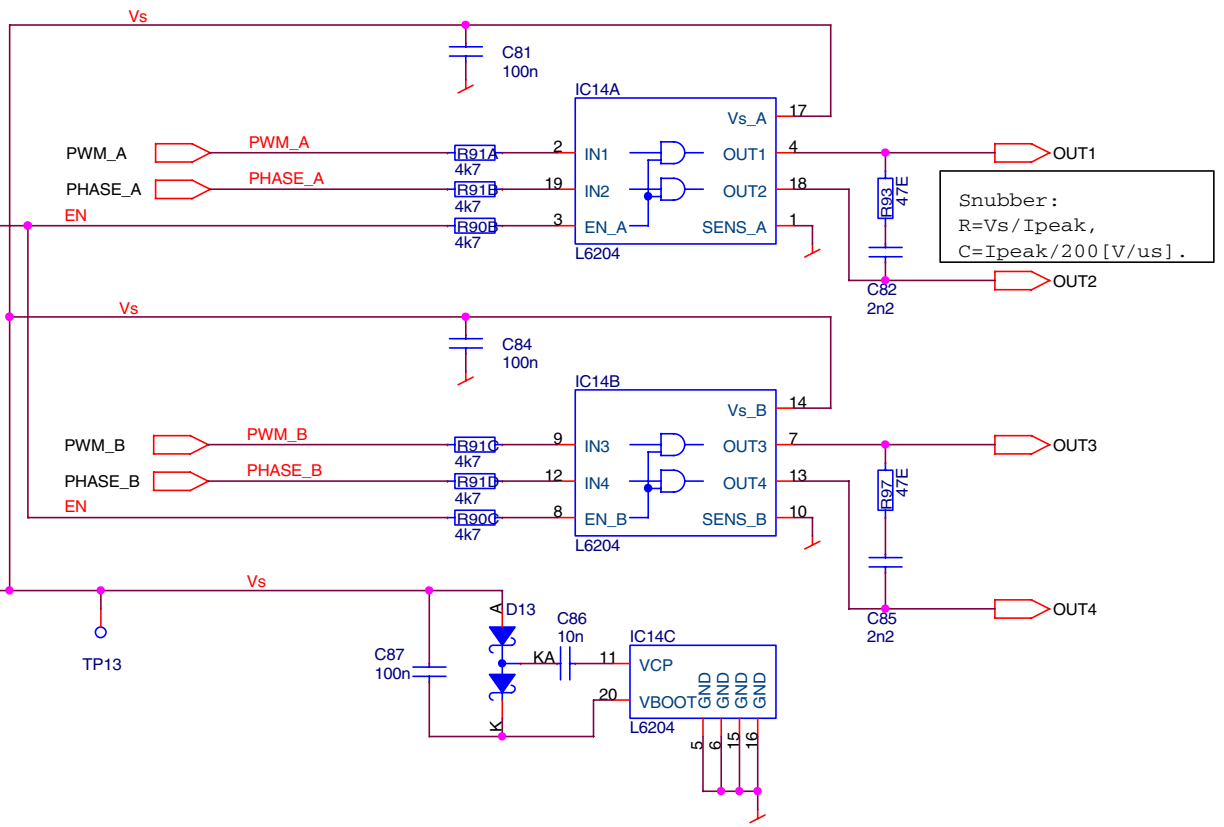 Vs
C81
100n
IC14A
Vs_A
17
PWM_A
PWM_A
R91A
4k7
2
IN1
OUT1
4
OUT1
PHASE_A
PHASE_A
R91B
4k7
19
IN2
OUT2
18
R93
47E
Snubber:
R=Vs/Ipeak,
C=Ipeak/200[V/us].
EN
R90B
4k7
3
EN_A
SENS_A
1
L6204
C82
2n2
OUT2
Vs
C84
100n
IC14B
Vs_B
14
PWM_B
PWM_B
R91C
4k7
9
IN3
OUT3
7
OUT3
PHASE_B
PHASE_B
R91D
4k7
12
IN4
OUT4
13
R97
47E
EN
R90C
4k7
8
EN_B
SENS_B
10
L6204
C85
2n2
OUT4
Vs
TP13
C87
100n
A
D13
KA
K
C86
10n
IC14C
11
VCP
20
VBOOT
GND
GND
GND
GND
L6204
5
6
15
16